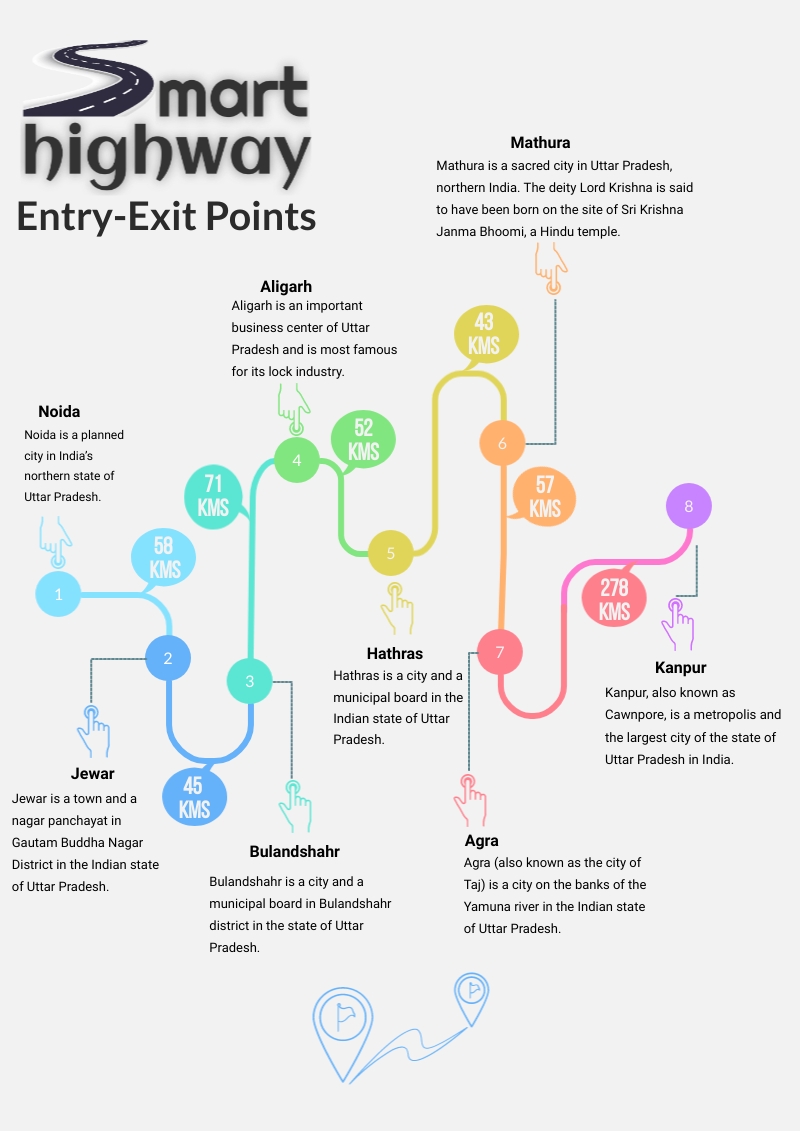 Smart
highway
Entry-Exit Points
Mathura
Mathura is a sacred city in Uttar Pradesh,
northern India. The deity Lord Krishna is said
to have been born on the site of Sri Krishna
Janma Bhoomi, a Hindu temple.
Aligarh
Aligarh is an important
business center of Uttar
Pradesh and is most famous
for its lock industry.
43
KMS
Noida
Noida is a planned
city in India's
northern state of
Uttar Pradesh.
52
KMS
4
6
71
KMS
57
KMS
8
58
KMS
5
1
278
KMS
2
3
7
Hathras
Hathras is a city and a
municipal board in the
Indian state of Uttar
Pradesh.
Kanpur
Kanpur, also known as
Cawnpore, is a metropolis and
the largest city of the state of
Uttar Pradesh in India.
45
KMS
Jewar
Jewar is a town and a
nagar panchayat in
Gautam Buddha Nagar
District in the Indian state
of Uttar Pradesh.
Bulandshahr
Bulandshahr is a city and a
municipal board in Bulandshahr
district in the state of Uttar
Pradesh.
Agra
Agra (also known as the city of
Taj) is a city on the banks of the
Yamuna river in the Indian state
of Uttar Pradesh.